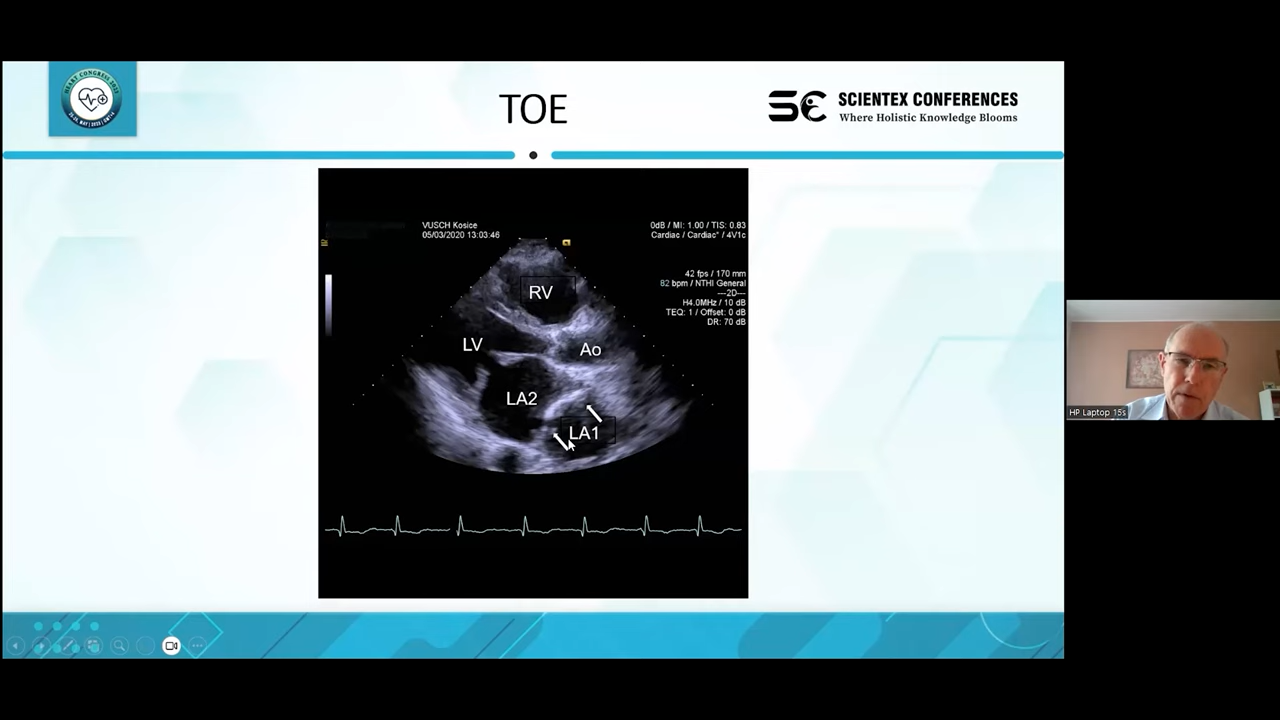 TOE
SCIENTEX CONFERENCES
Where Holistic Knowledge Blooms
VUSCH Kosice
05/03/2020 13:03:46
0dB / MI: 1.00 / TIS: 0.83
Cardiac / Cardiac* / 4V1c
42 fps / 170 mm
82 bpm / NTHI General
---2D---
H4.0MHz / 10 dB
TEQ: 1 / Offset: 0 dB
DR: 70 dB
RV
LV
Ao
LA2
LA1
HP Laptop 15s